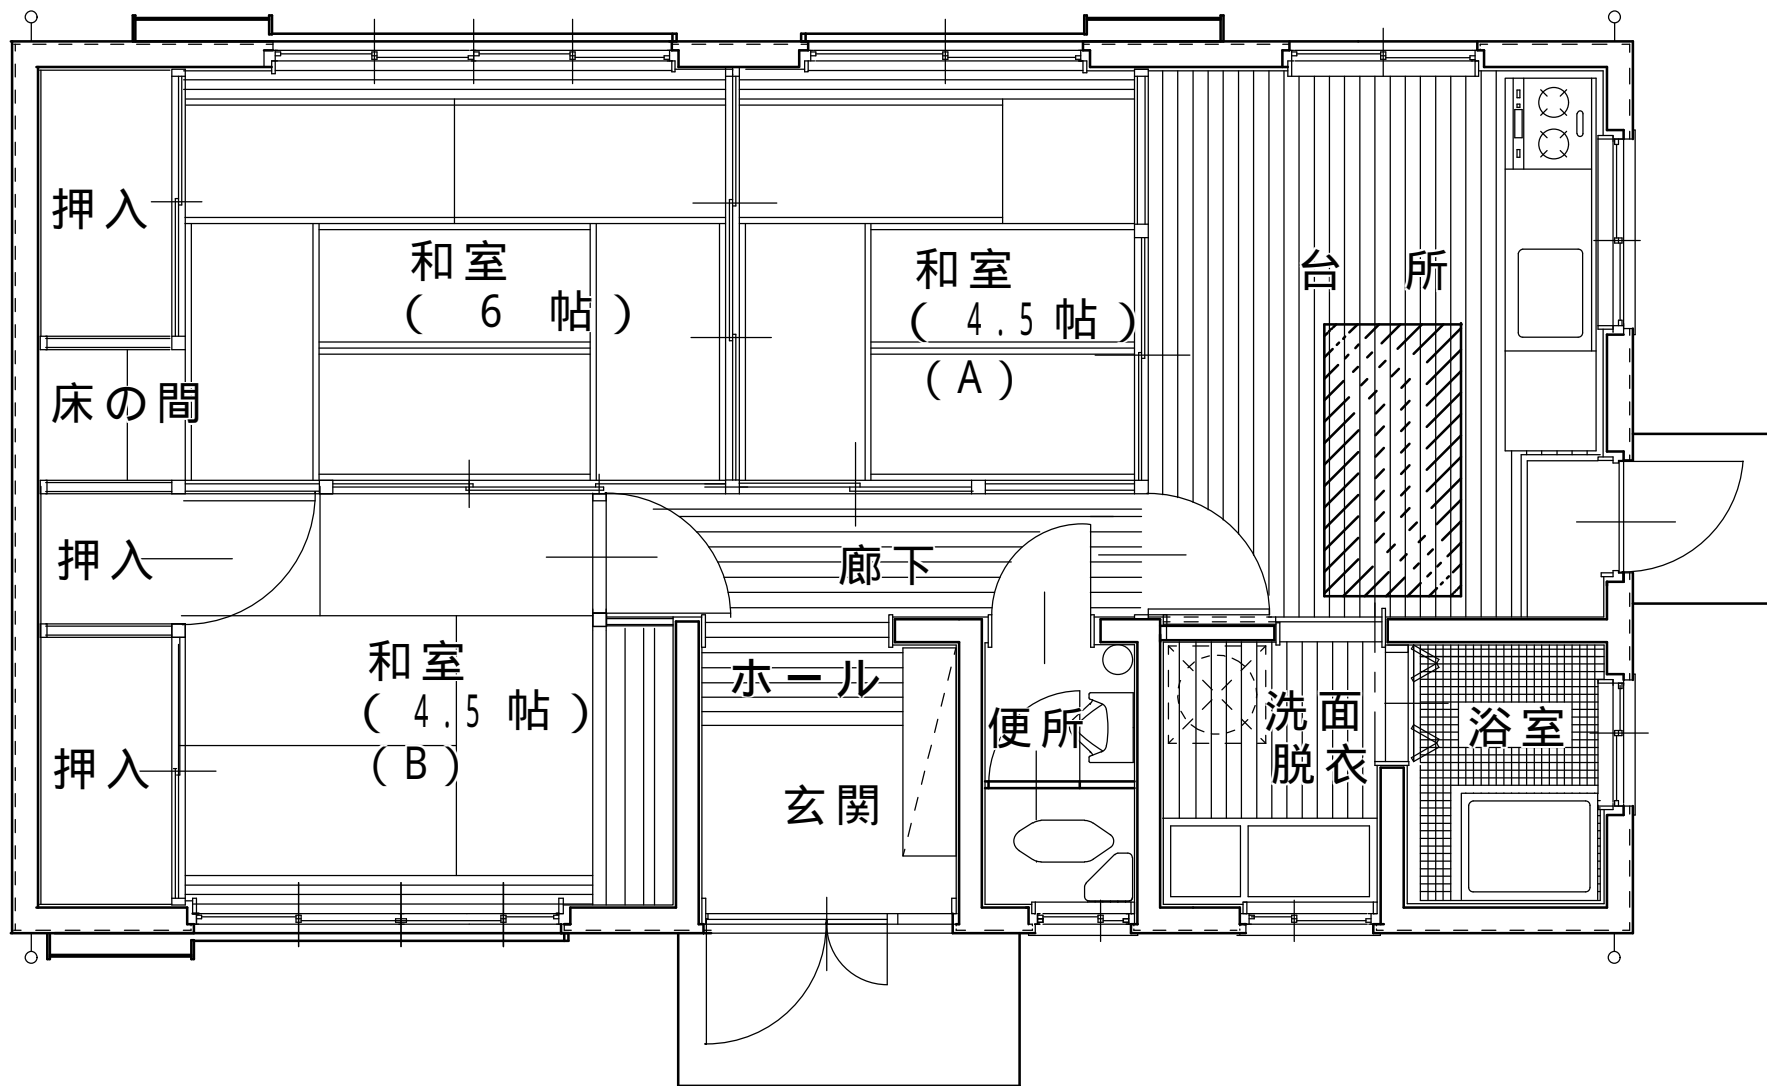 押入
和室
( 6 帖 )
和室
( 4.5 帖 )
( A )
台 所
床の間
押入
廊下
和室
( 4.5 帖 )
( B )
押入
ホール
玄関
便所
洗面
脱衣
浴室